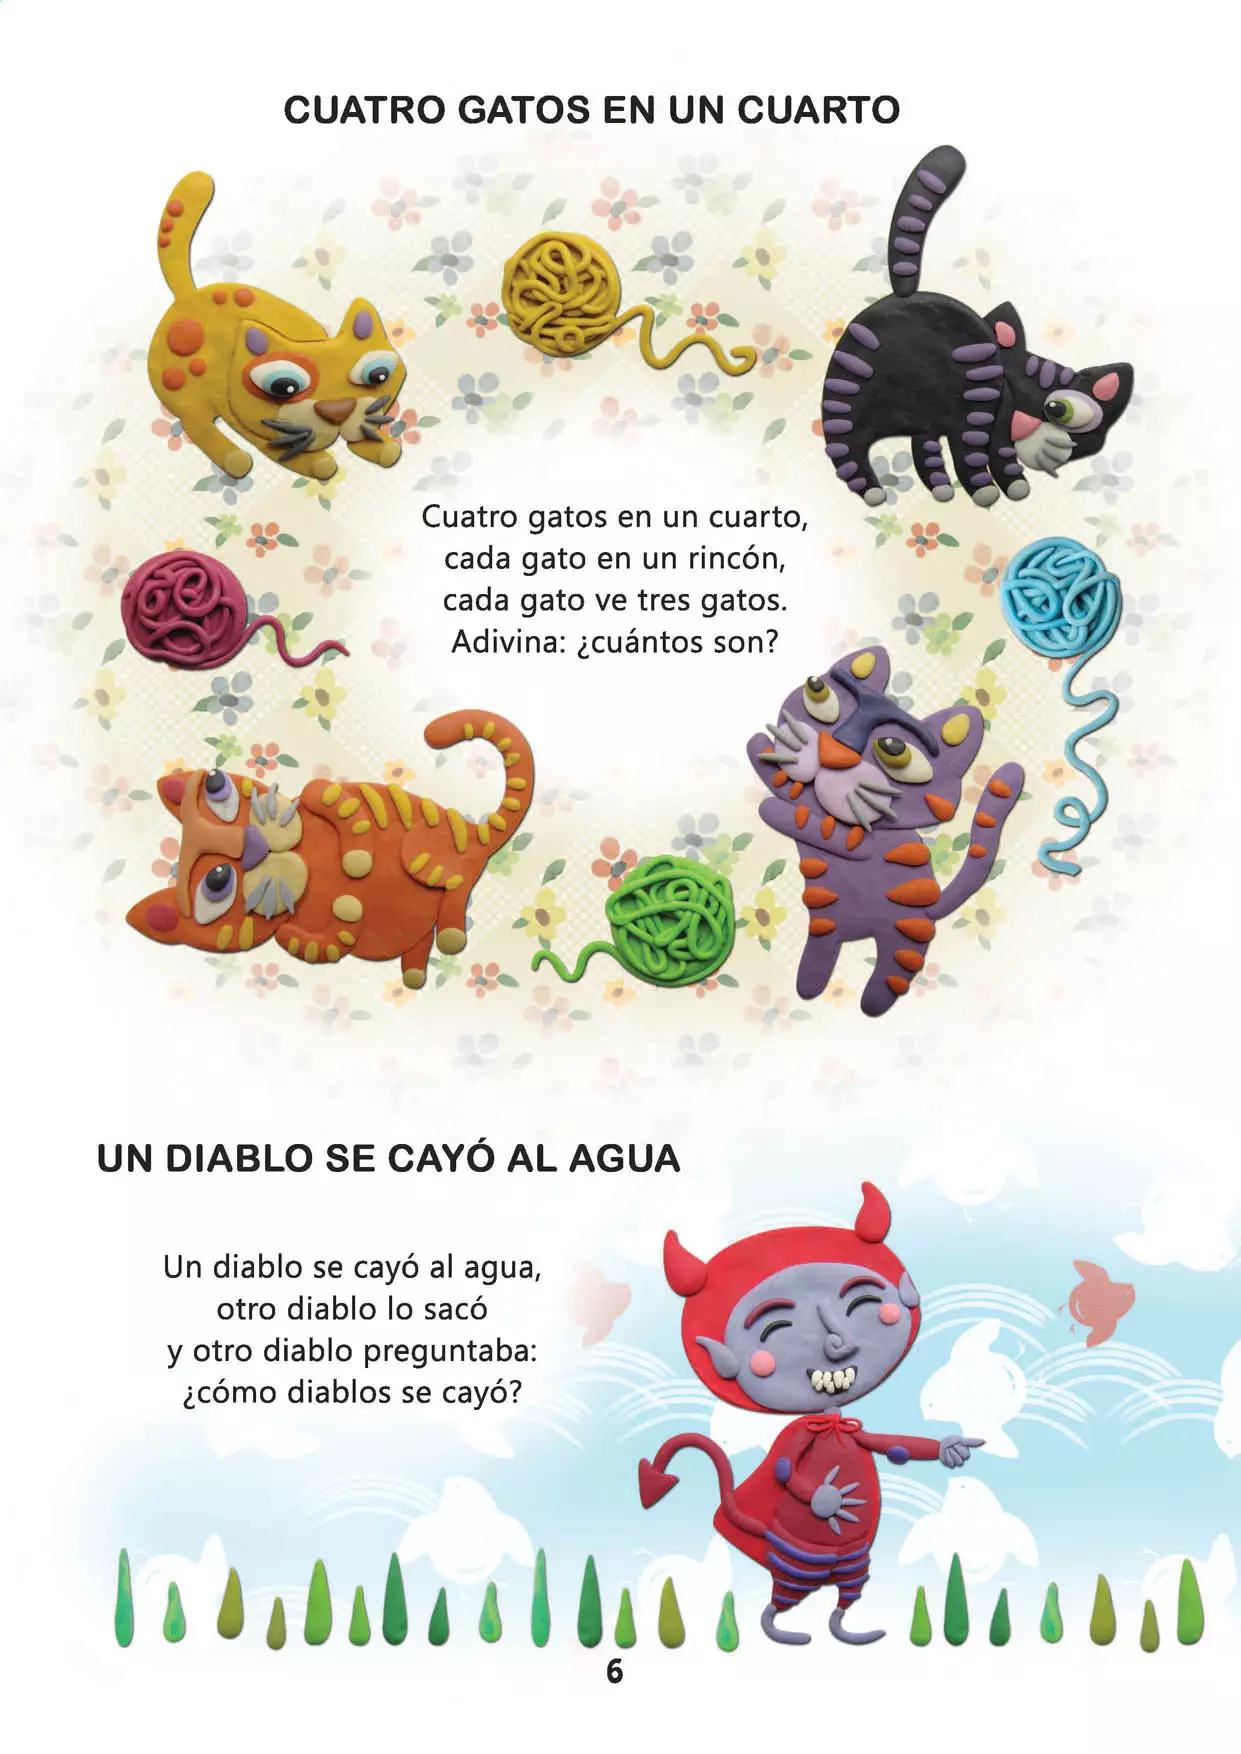 CUATRO GATOS EN UN CUARTO
Cuatro gatos en un cuarto,
cada gato en un rincón,
cada gato ve tres gatos.
Adivina: ¿cuántos son?
UN DIABLO SE CAYÓ AL AGUA
Un diablo se cayó al agua,
otro diablo lo sacó
y otro diablo preguntaba:
¿cómo diablos se cayó?
6